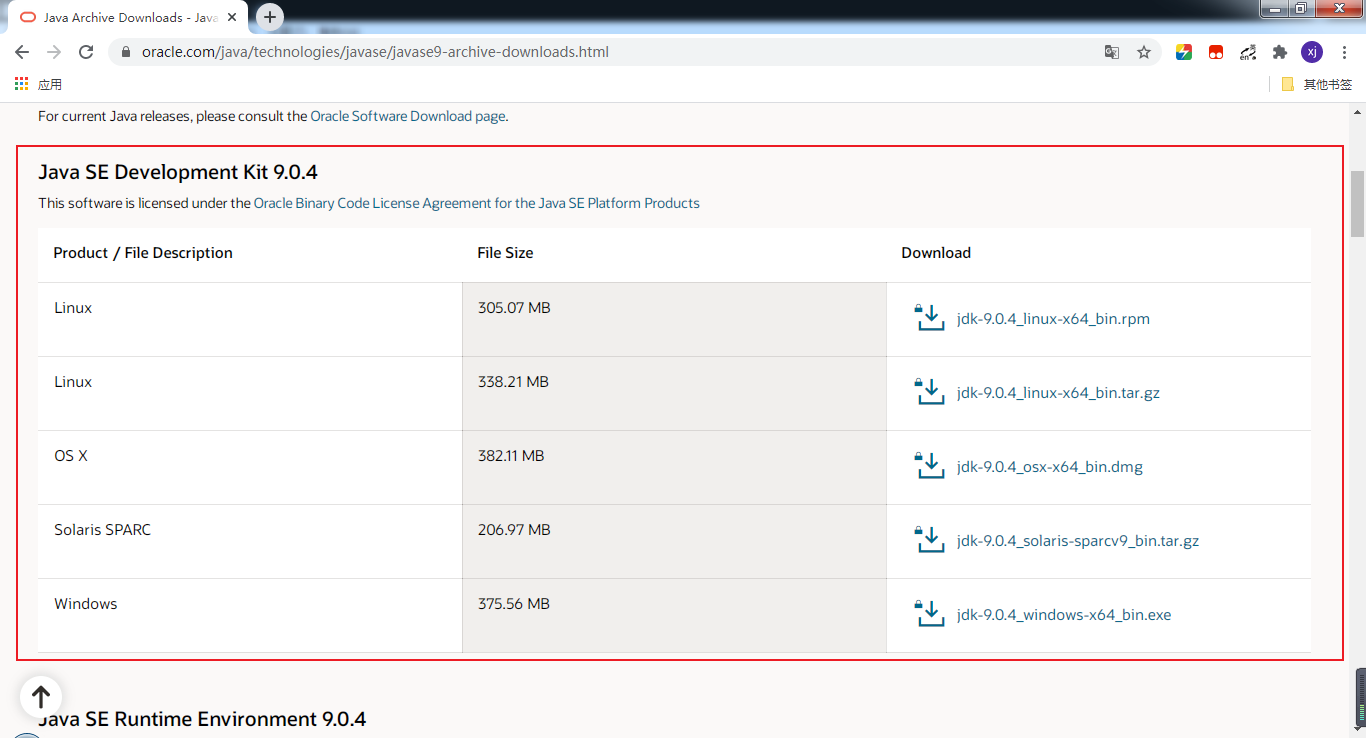 Java Archive Downloads - Java
oracle.com/java/technologies/javase/javase9-archive-downloads.html
en
xj
应用
其他书签
For current Java releases, please consult the Oracle Software Download page.
Java SE Development Kit 9.0.4
This software is licensed under the Oracle Binary Code License Agreement for the Java SE Platform Products
Product / File Description File Size Download
Linux 305.07 MB jdk-9.0.4_linux-x64_bin.rpm
Linux 338.21 MB jdk-9.0.4_linux-x64_bin.tar.gz
OS X 382.11 MB jdk-9.0.4_osx-x64_bin.dmg
Solaris SPARC 206.97 MB jdk-9.0.4_solaris-sparcv9_bin.tar.gz
Windows 375.56 MB jdk-9.0.4_windows-x64_bin.exe
Java SE Runtime Environment 9.0.4